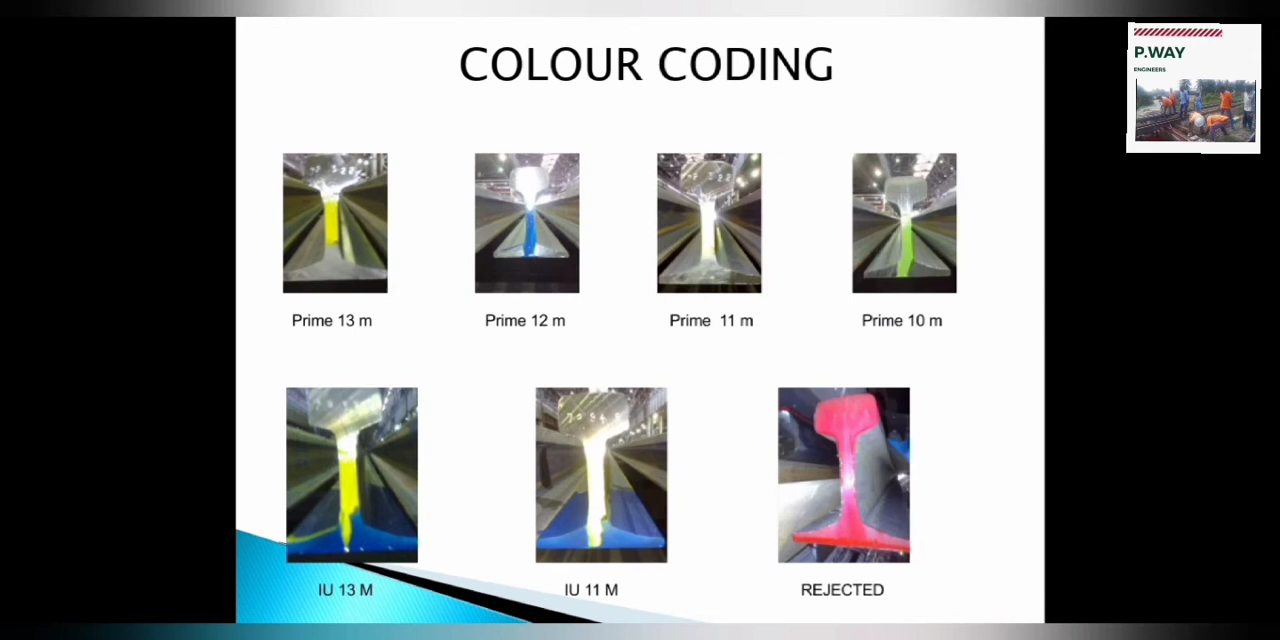 COLOUR CODING
P.WAY
ENGINEERS
Prime 13 m
Prime 12 m
Prime 11 m
Prime 10 m
IU 13 M
IU 11 M
REJECTED